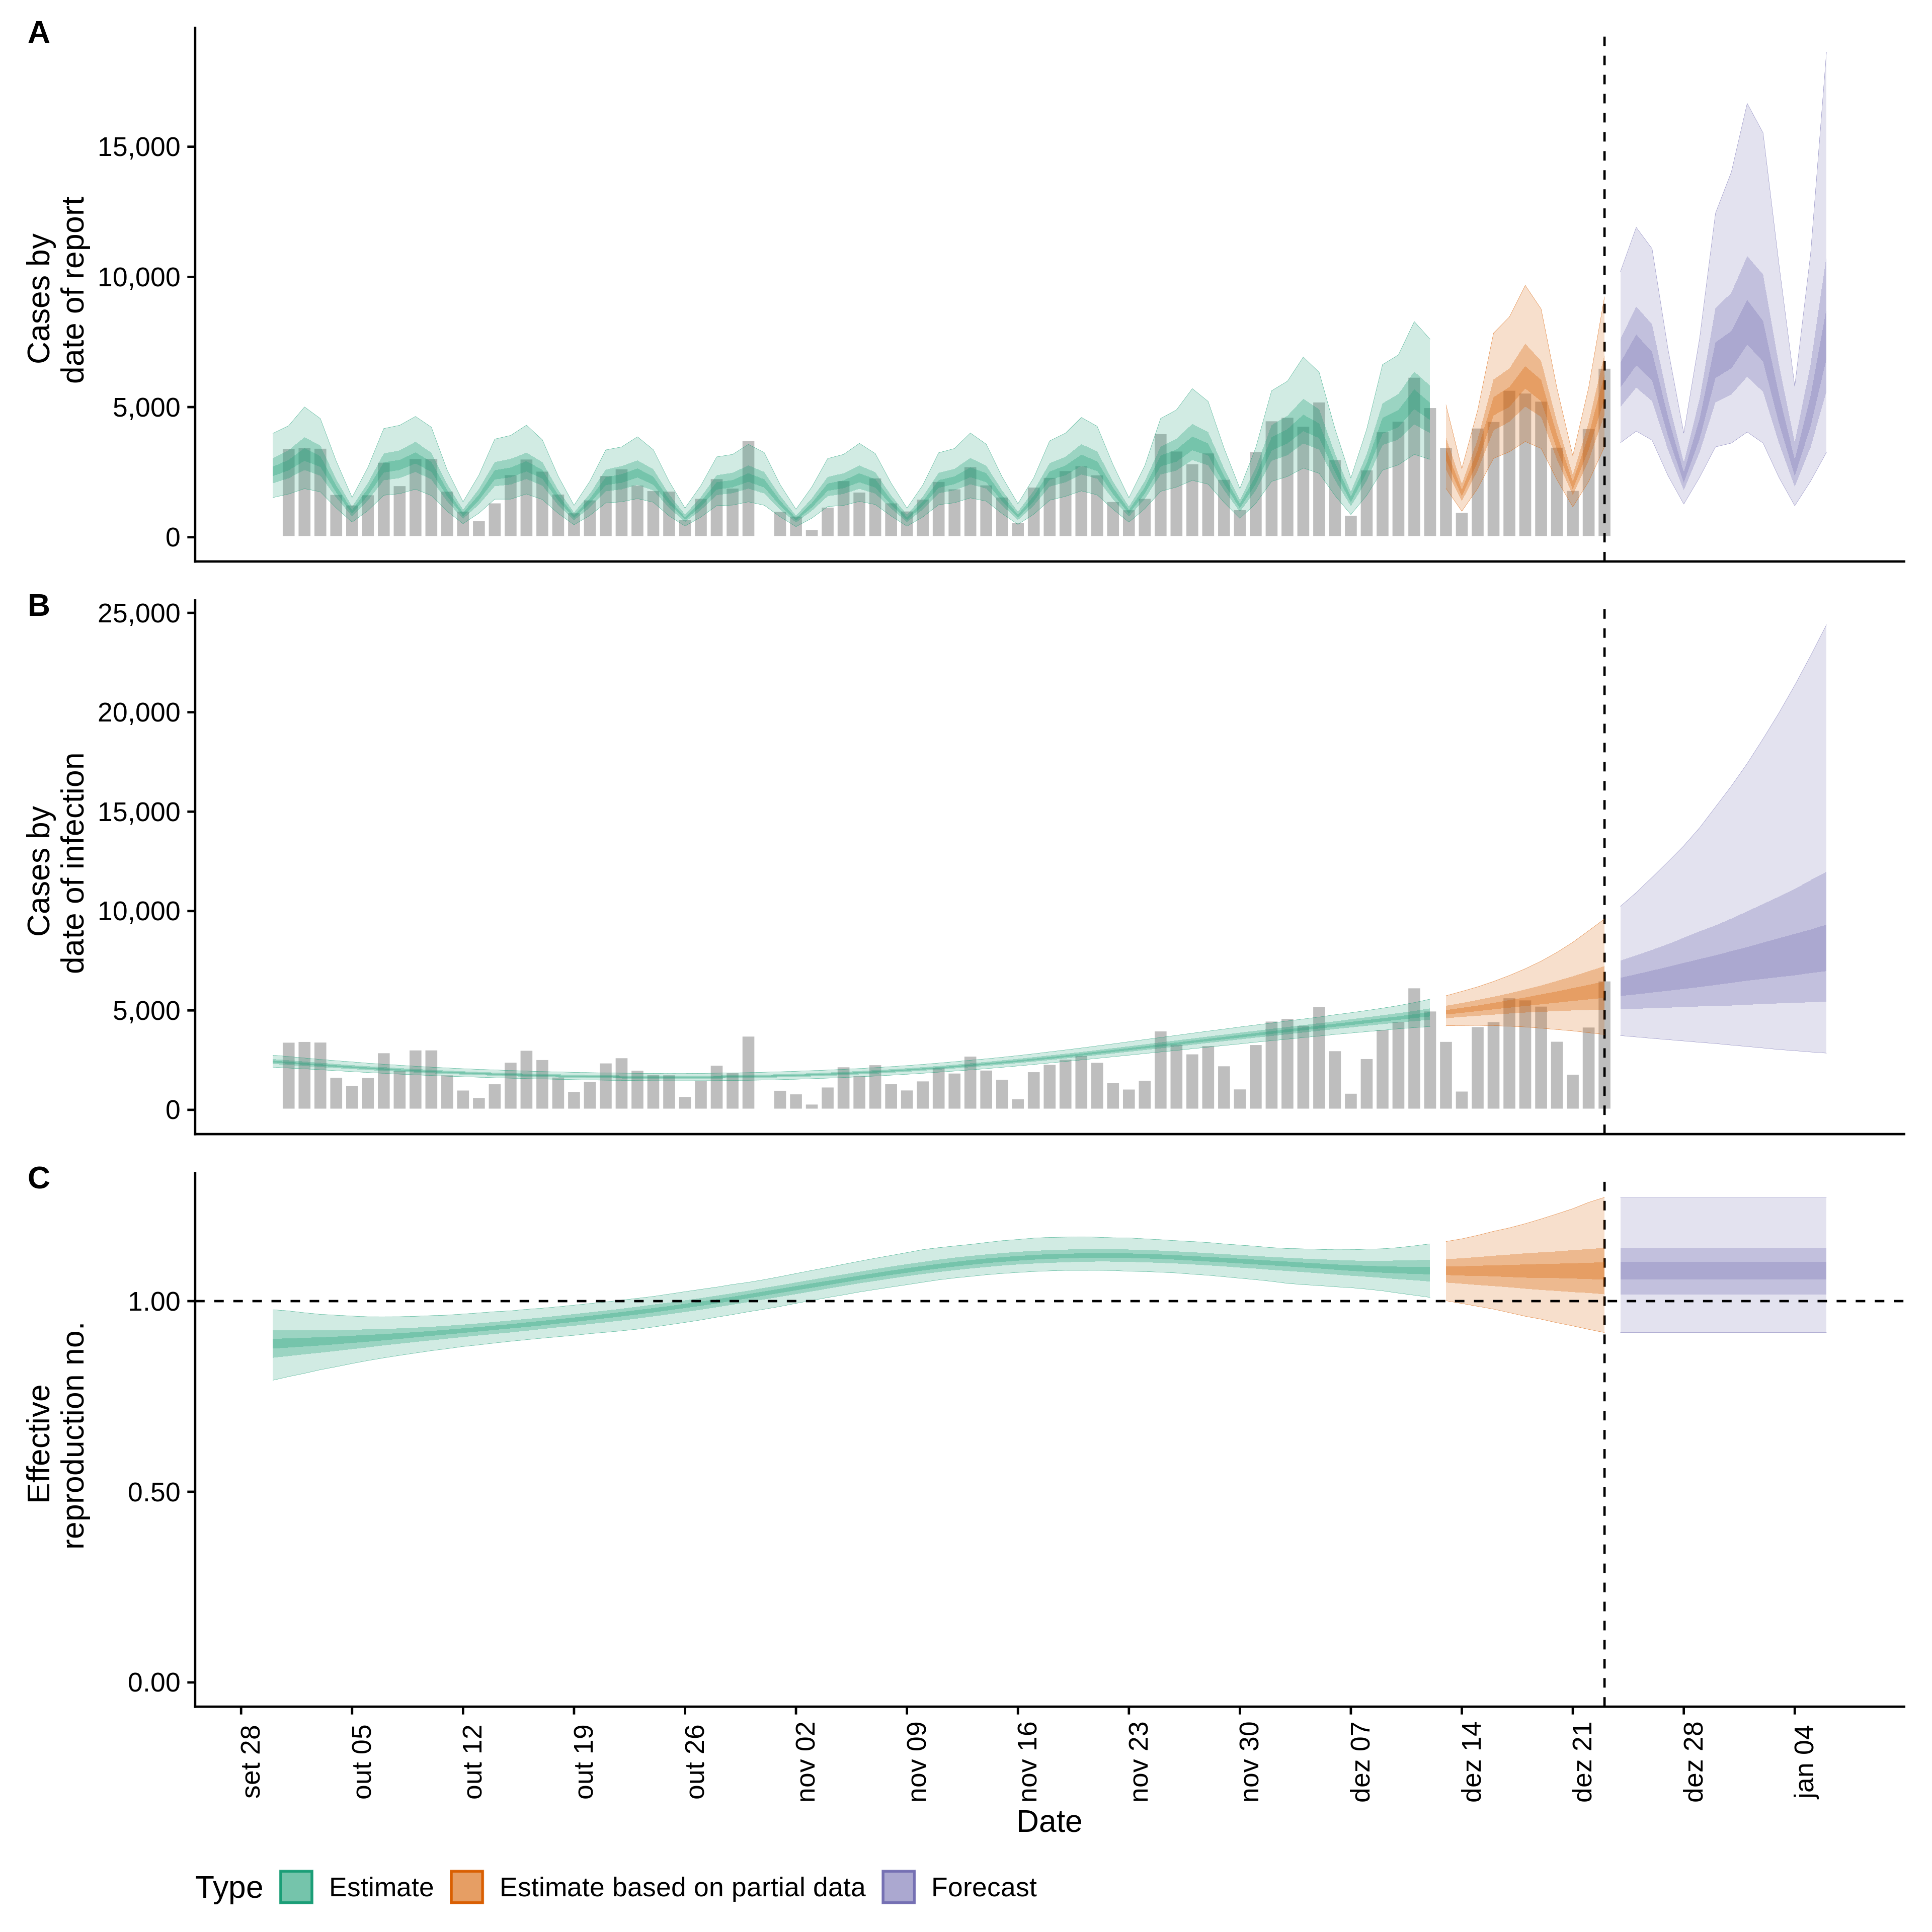 A
15,000
10,000
5,000
0
Cases by
date of report
B
25,000
20,000
15,000
10,000
5,000
0
Cases by
date of infection
C
1.00
0.50
0.00
Effective
reproduction no.
set 28
out 05
out 12
out 19
out 26
nov 02
nov 09
nov 16
nov 23
nov 30
dez 07
dez 14
dez 21
dez 28
jan 04
Date
Type Estimate Estimate based on partial data Forecast